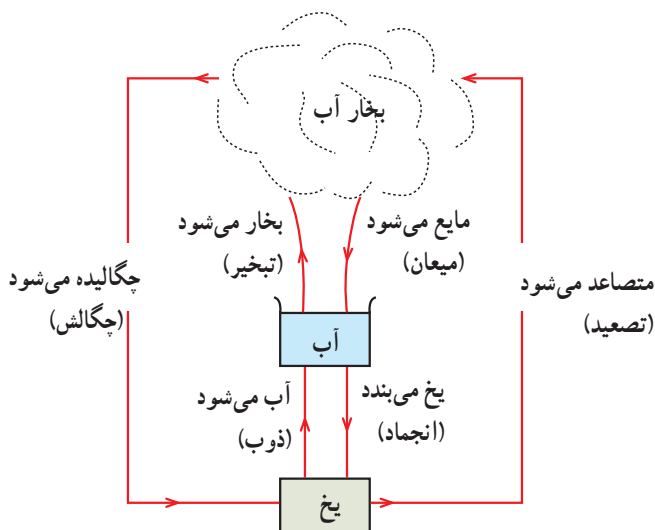 بخار آب
مایع می‌شود
(میعان)
بخار می‌شود
(تبخیر)
متصاعد می‌شود
(تصعید)
چگالیده می‌شود
(چگالش)
آب
یخ می‌بندد
(انجماد)
آب می‌شود
(ذوب)
یخ